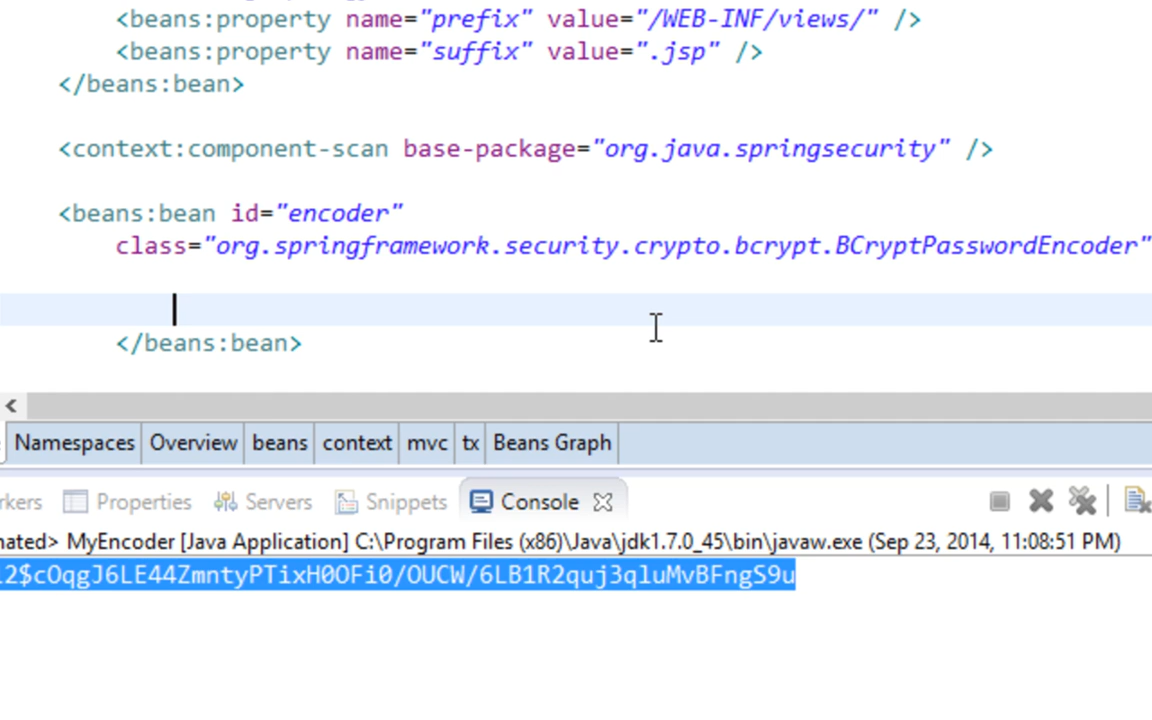 <beans:property name="prefix" value="/WEB-INF/views/" />
<beans:property name="suffix" value=".jsp" />
</beans:bean>
<context:component-scan base-package="org.java.springsecurity" />
<beans:bean id="encoder"
class="org.springframework.security.crypto.bcrypt.BCryptPasswordEncoder"
</beans:bean>
Namespaces Overview beans context mvc tx Beans Graph
rkers Properties Servers Snippets Console
nated> MyEncoder [Java Application] C:\Program Files (x86)\Java\jdk1.7.0_45\bin\javaw.exe (Sep 23, 2014, 11:08:51 PM)
2$cOqgJ6LE44ZmntyPTixH0OFi0/OUCW/6LB1R2quj3qluMvBFngS9u